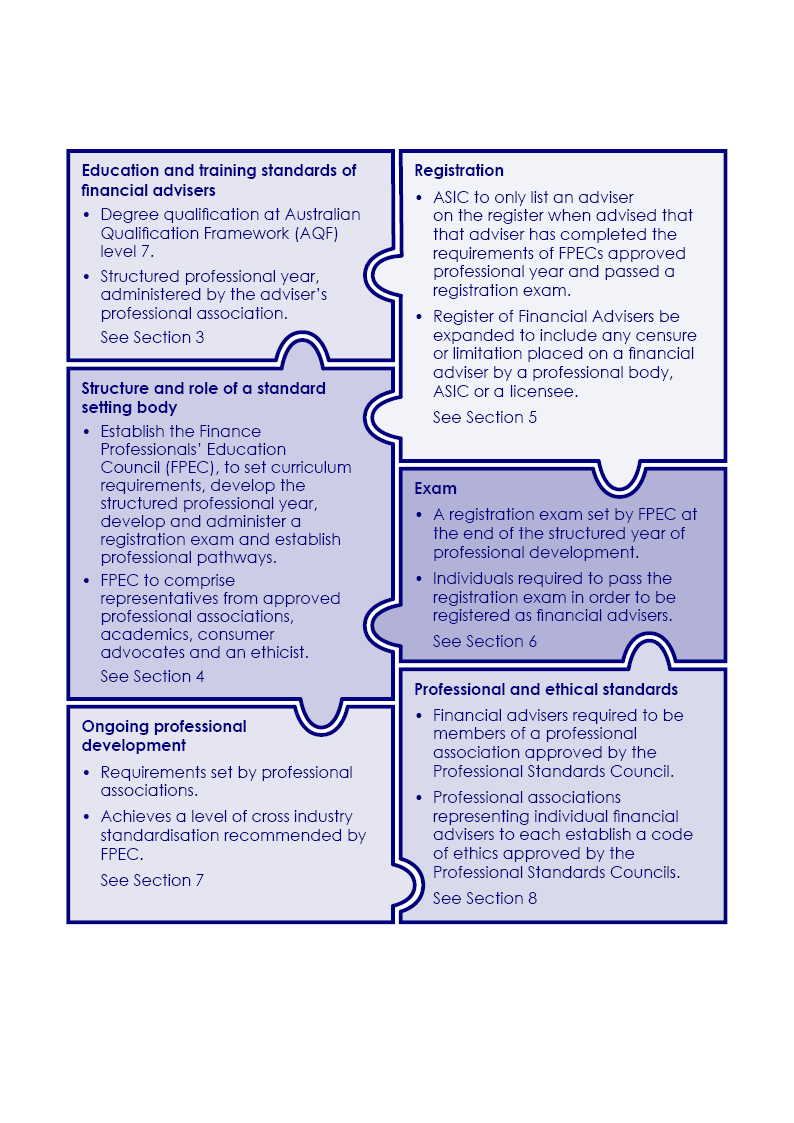 Education and training standards of
financial advisers
• Degree qualification at Australian
Qualification Framework (AQF)
level 7.
• Structured professional year,
administered by the adviser's
professional association.
See Section 3
Structure and role of a standard
setting body
• Establish the Finance
Professionals' Education
Council (FPEC), to set curriculum
requirements, develop the
structured professional year,
develop and administer a
registration exam and establish
professional pathways.
• FPEC to comprise
representatives from approved
professional associations,
academics, consumer
advocates and an ethicist.
See Section 4
Ongoing professional
development
• Requirements set by professional
associations.
• Achieves a level of cross industry
standardisation recommended by
FPEC.
See Section 7
Registration
• ASIC to only list an adviser
on the register when advised that
that adviser has completed the
requirements of FPECs approved
professional year and passed a
registration exam.
• Register of Financial Advisers be
expanded to include any censure
or limitation placed on a financial
adviser by a professional body,
ASIC or a licensee.
See Section 5
Exam
• A registration exam set by FPEC at
the end of the structured year of
professional development.
• Individuals required to pass the
registration exam in order to be
registered as financial advisers.
See Section 6
Professional and ethical standards
• Financial advisers required to be
members of a professional
association approved by the
Professional Standards Council.
• Professional associations
representing individual financial
advisers to each establish a code
of ethics approved by the
Professional Standards Councils.
See Section 8